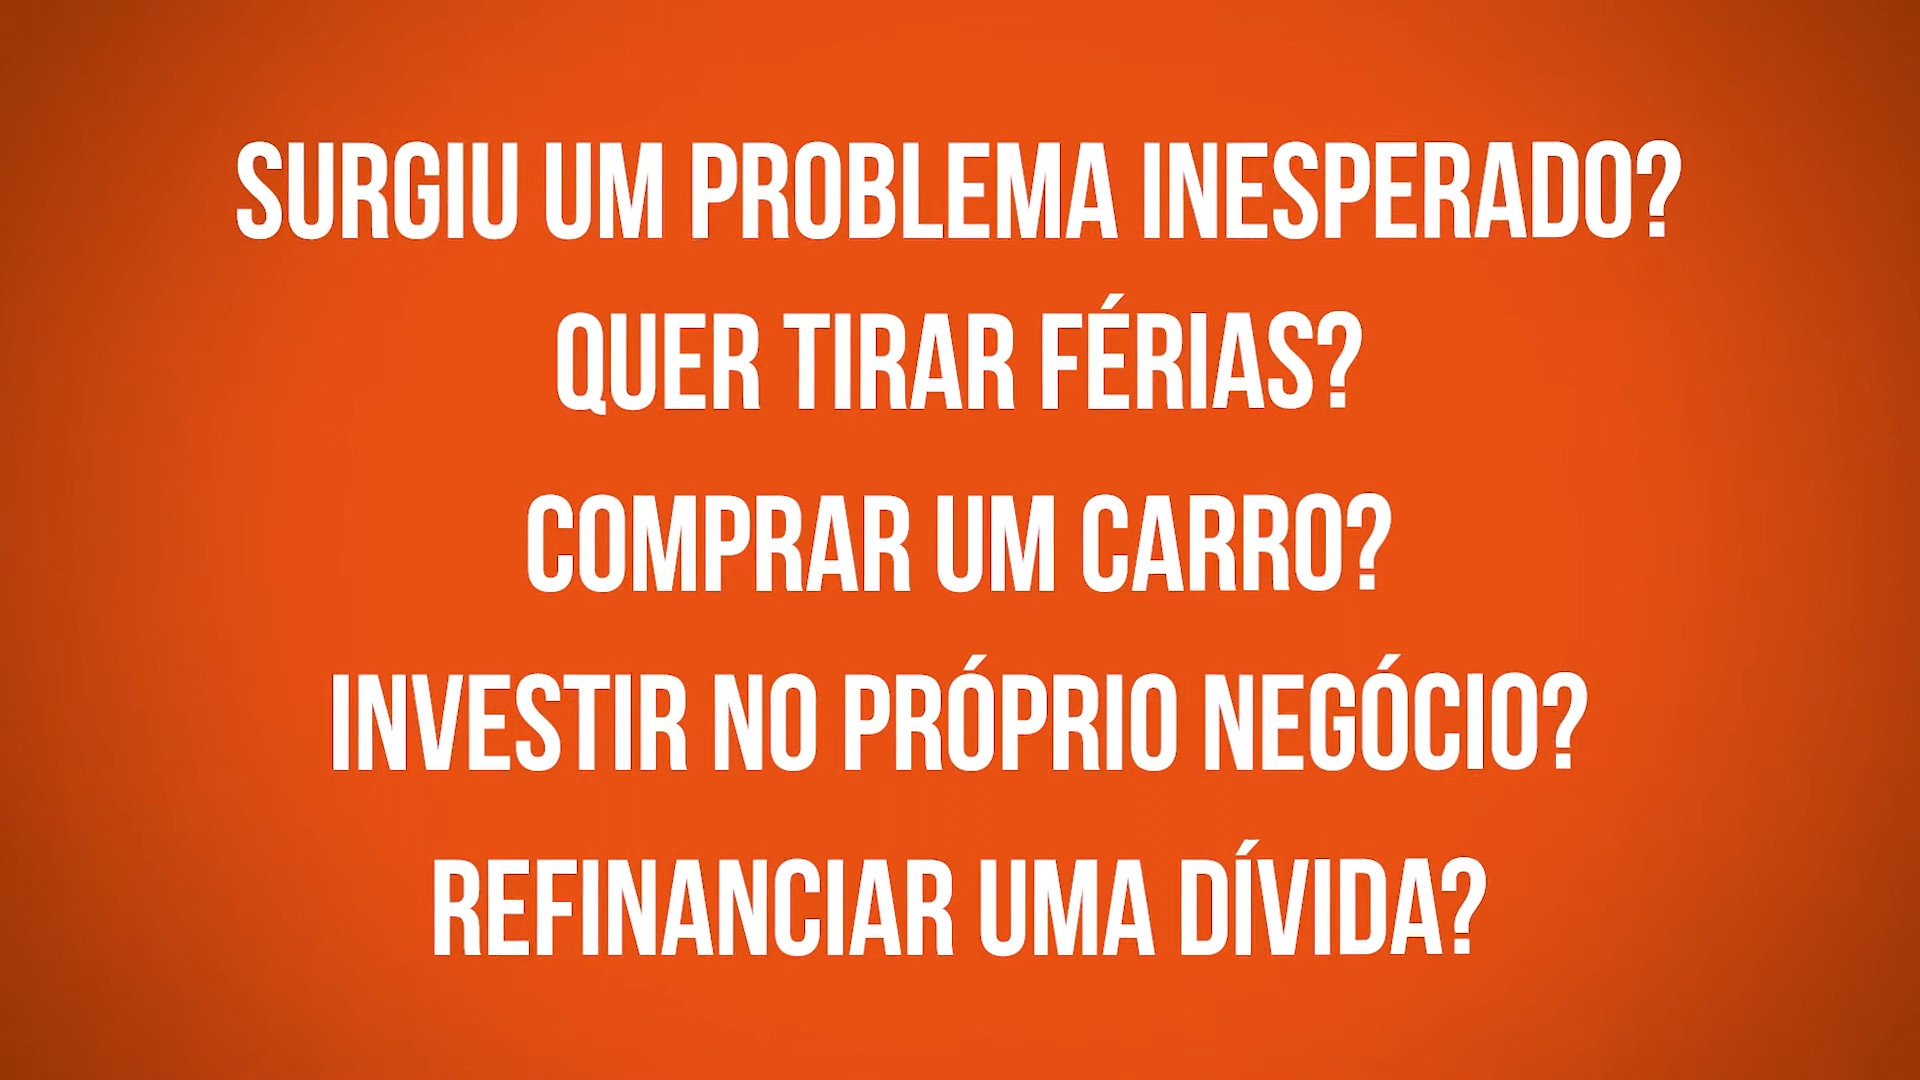 SURGIU UM PROBLEMA INESPERADO?
QUER TIRAR FÉRIAS?
COMPRAR UM CARRO?
INVESTIR NO PRÓPRIO NEGÓCIO?
REFINANCIAR UMA DÍVIDA?